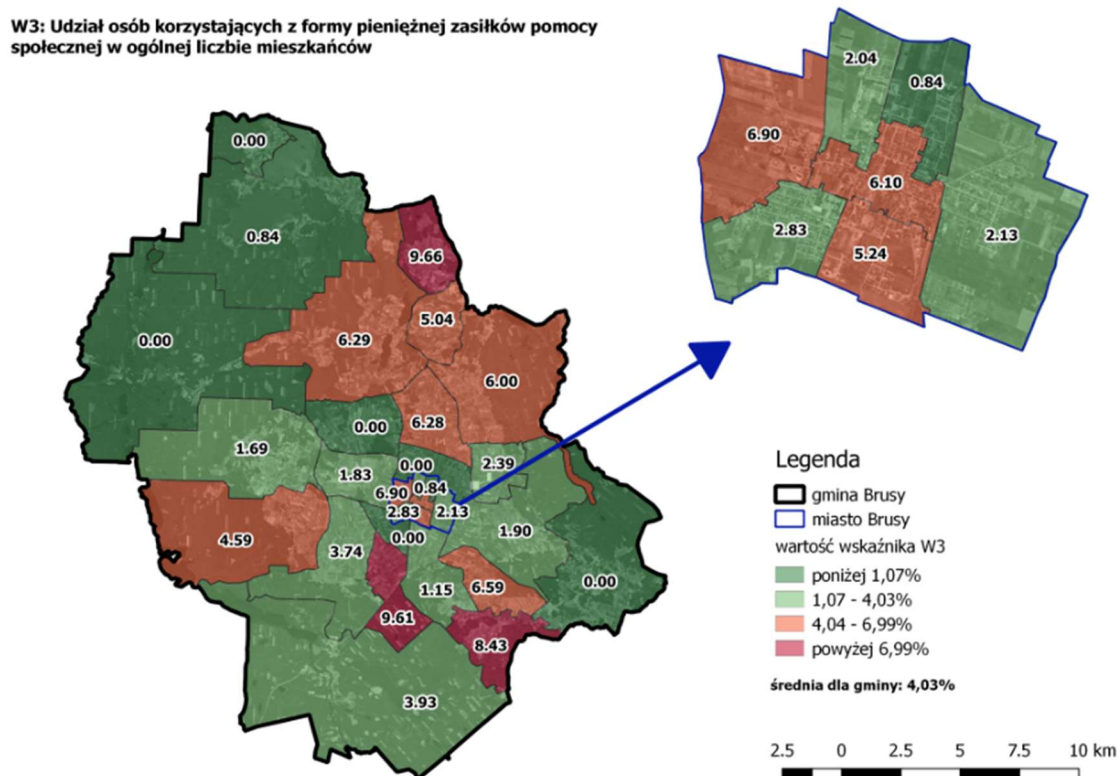 W3: Udział osób korzystających z formy pieniężnej zasiłków pomocy
społecznej w ogólnej liczbie mieszkańców
2.04
0.84
6.90
6.10
2.83
5.24
2.13
0.00
0.84
9.66
5.04
0.00
6.29
6.00
6.28
0.00
1.69
1.83
0.00
2.39
6.90
0.84
2.83
2.13
4.59
3.74
0.00
1.90
1.15
6.59
0.00
9.61
8.43
3.93
Legenda
gmina Brusy
miasto Brusy
wartość wskaźnika W3
poniżej 1,07%
1,07 - 4,03%
4,04 - 6,99%
powyżej 6,99%
średnia dla gminy: 4,03%
2.5 0 2.5 5 7.5 10 km